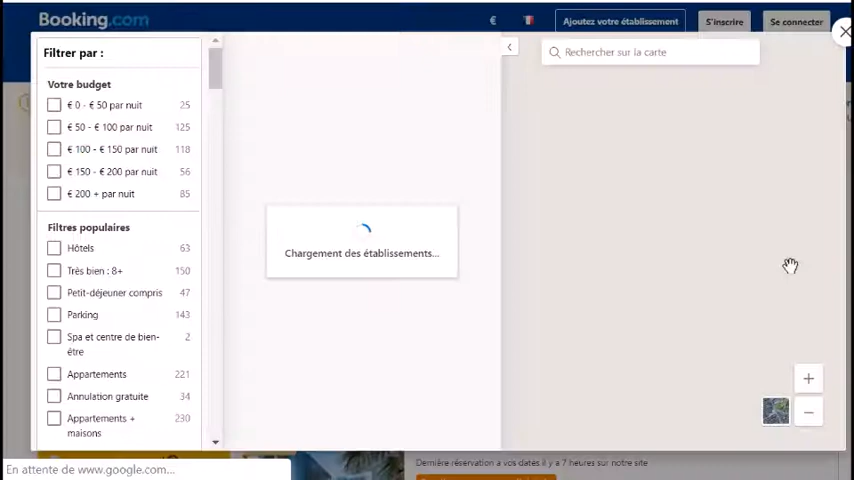 Booking.com
€
Ajoutez votre établissement
S'inscrire
Se connecter
Filtrer par :
Rechercher sur la carte
Votre budget
€ 0 - € 50 par nuit 25
€ 50 - € 100 par nuit 125
€ 100 - € 150 par nuit 118
€ 150 - € 200 par nuit 56
€ 200 + par nuit 85
Filtres populaires
Hôtels 63
Très bien : 8+ 150
Petit-déjeuner compris 47
Parking 143
Spa et centre de bien- 2
être
Appartements 221
Annulation gratuite 34
Appartements + 230
maisons
Chargement des établissements...
En attente de www.google.com...
Dernière réservation à vos dates il y a 7 heures sur notre site